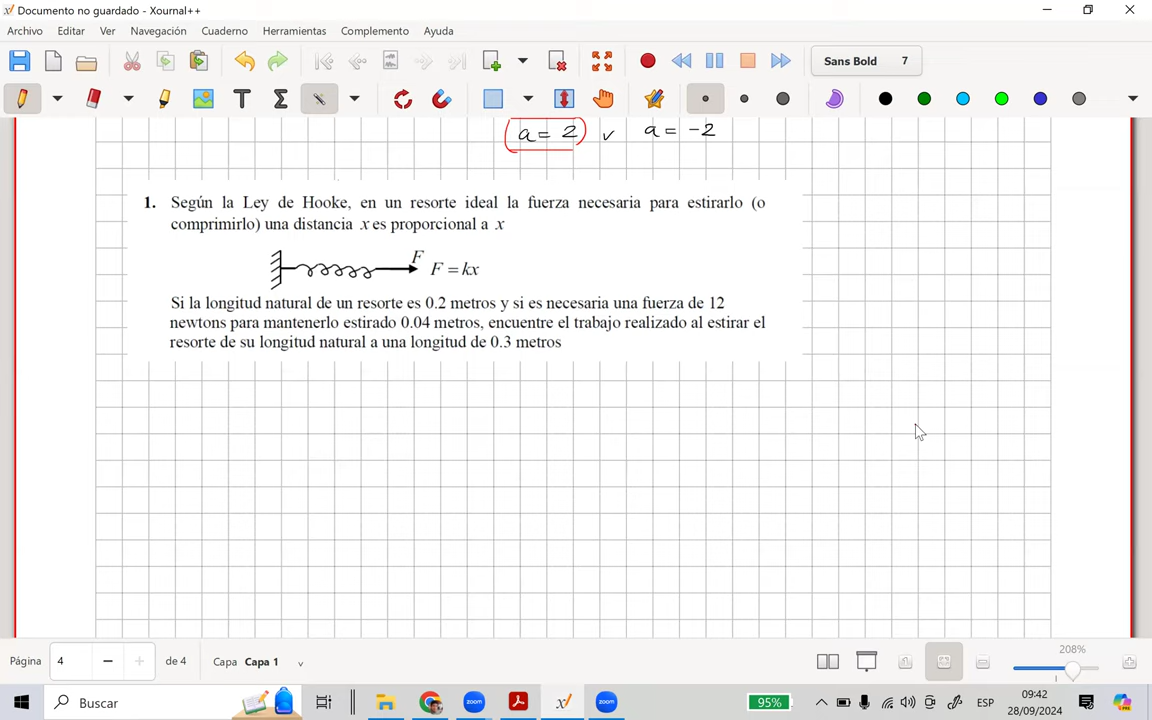 Documento no guardado - Xournal++
Archivo Editar Ver Navegación Cuaderno Herramientas Complemento Ayuda
Sans Bold 7
a = 2 v a = -2
1. Según la Ley de Hooke, en un resorte ideal la fuerza necesaria para estirarlo (o
comprimirlo) una distancia x es proporcional a x
F
F = kx
Si la longitud natural de un resorte es 0.2 metros y si es necesaria una fuerza de 12
newtons para mantenerlo estirado 0.04 metros, encuentre el trabajo realizado al estirar el
resorte de su longitud natural a una longitud de 0.3 metros
Página 4 de 4 Capa Capa 1 208%
Buscar zoom zoom 95% ESP 09:42
28/09/2024